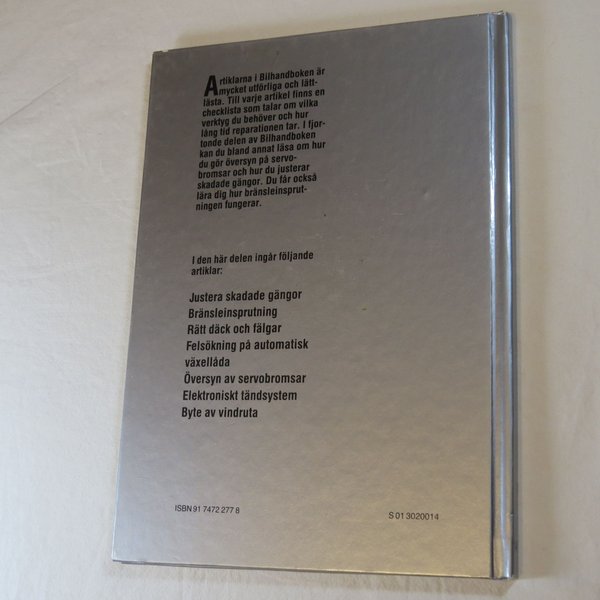 Artiklarna i Bilhandboken är
mycket utförliga och lätt-
lästa. Till varje artikel finns en
checklista som talar om vilka
verktyg du behöver och hur
lång tid reparationen tar. I fjor-
tonde delen av Bilhandboken
kan du bland annat läsa om hur
du gör översyn på servo-
bromsar och hur du justerar
skadade gängor. Du får också
lära dig hur bränsleinsprut-
ningen fungerar.
I den här delen ingår följande
artiklar:
Justera skadade gängor
Bränsleinsprutning
Rätt däck och fälgar
Felsökning på automatisk
växellåda
Översyn av servobromsar
Elektroniskt tändsystem
Byte av vindruta
ISBN 91 7472 277 8
S 01 3020014